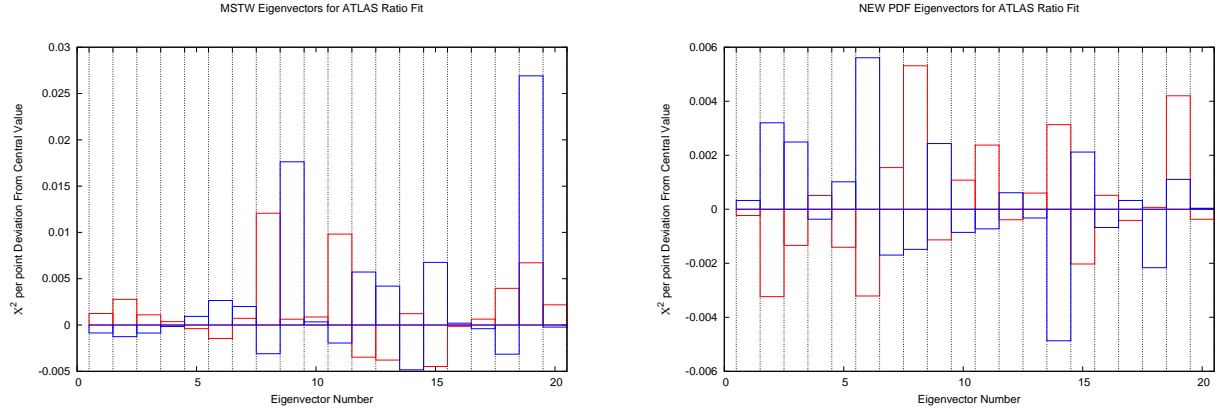 MSTW Eigenvectors for ATLAS Ratio Fit
0.03
0.025
0.02
0.015
0.01
0.005
0
-0.005
X² per point Deviation From Central Value
0 5 10 15 20
Eigenvector Number
NEW PDF Eigenvectors for ATLAS Ratio Fit
0.006
0.004
0.002
0
-0.002
-0.004
-0.006
X² per point Deviation From Central Value
0 5 10 15 20
Eigenvector Number